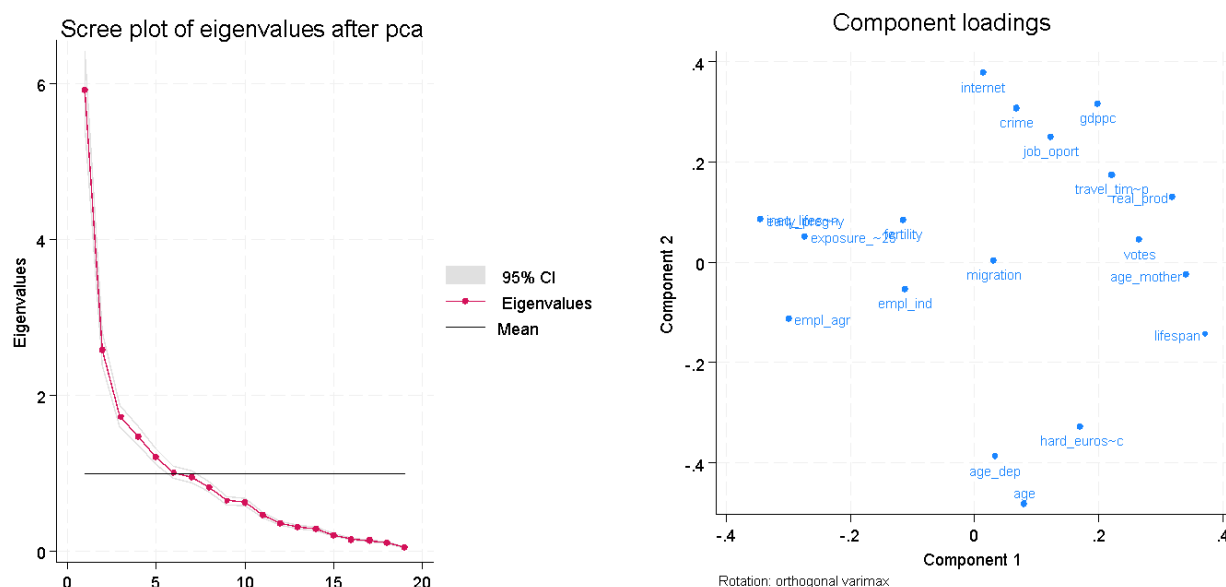 Scree plot of eigenvalues after pca
Eigenvalues
6
4
2
0
0
5
10
15
20
95% CI
Eigenvalues
Mean
Component loadings
Component 2
.4
.2
0
-.2
-.4
internet
crime
gdppc
job_oport
travel_tim~p
real_prod
exposure_~25
fertility
votes
migration
age_mother
empl_ind
empl_agr
lifespan
hard_euros~c
age_dep
age
-.4
-.2
0
.2
.4
Component 1
Rotation: orthogonal varimax